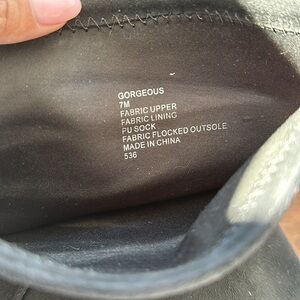 GORGEOUS
7M
FABRIC UPPER
FABRIC LINING
PU SOCK
FABRIC FLOCKED OUTSOLE
MADE IN CHINA
536